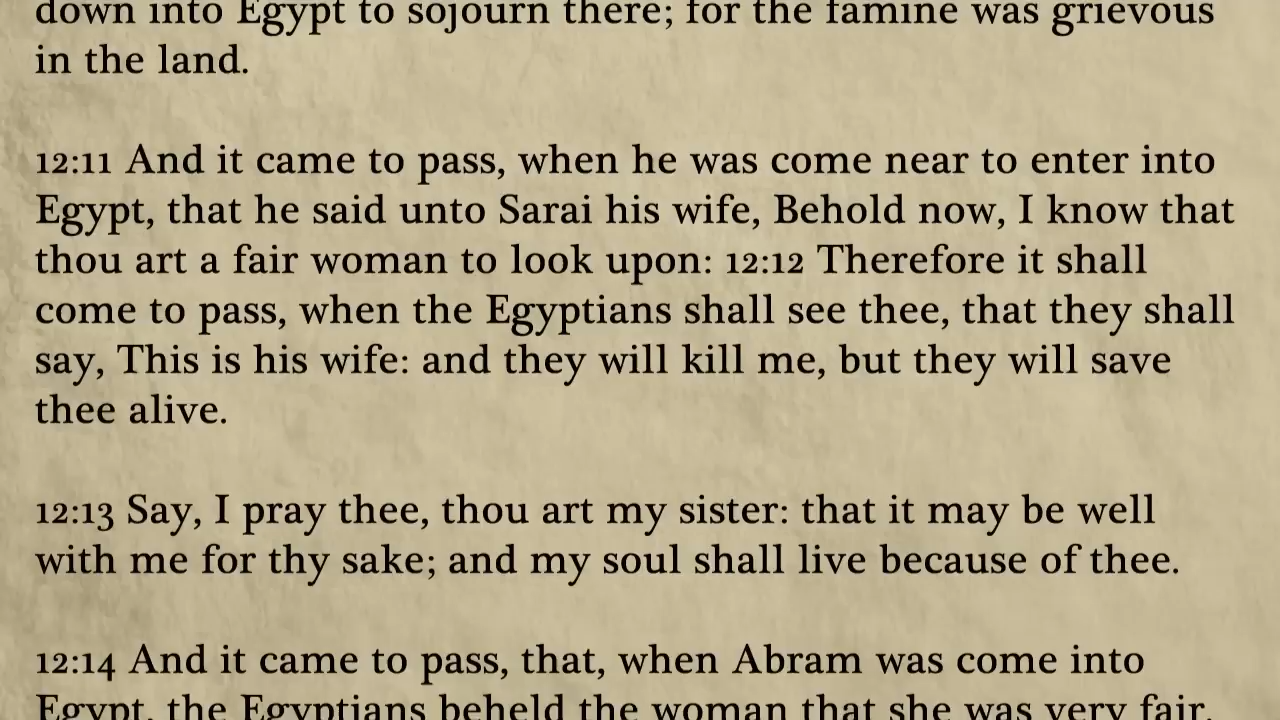 down into Egypt to sojourn there; for the famine was grievous
in the land.
12:11 And it came to pass, when he was come near to enter into
Egypt, that he said unto Sarai his wife, Behold now, I know that
thou art a fair woman to look upon: 12:12 Therefore it shall
come to pass, when the Egyptians shall see thee, that they shall
say, This is his wife: and they will kill me, but they will save
thee alive.
12:13 Say, I pray thee, thou art my sister: that it may be well
with me for thy sake; and my soul shall live because of thee.
12:14 And it came to pass, that, when Abram was come into
Egypt, the Egyptians beheld the woman that she was very fair.